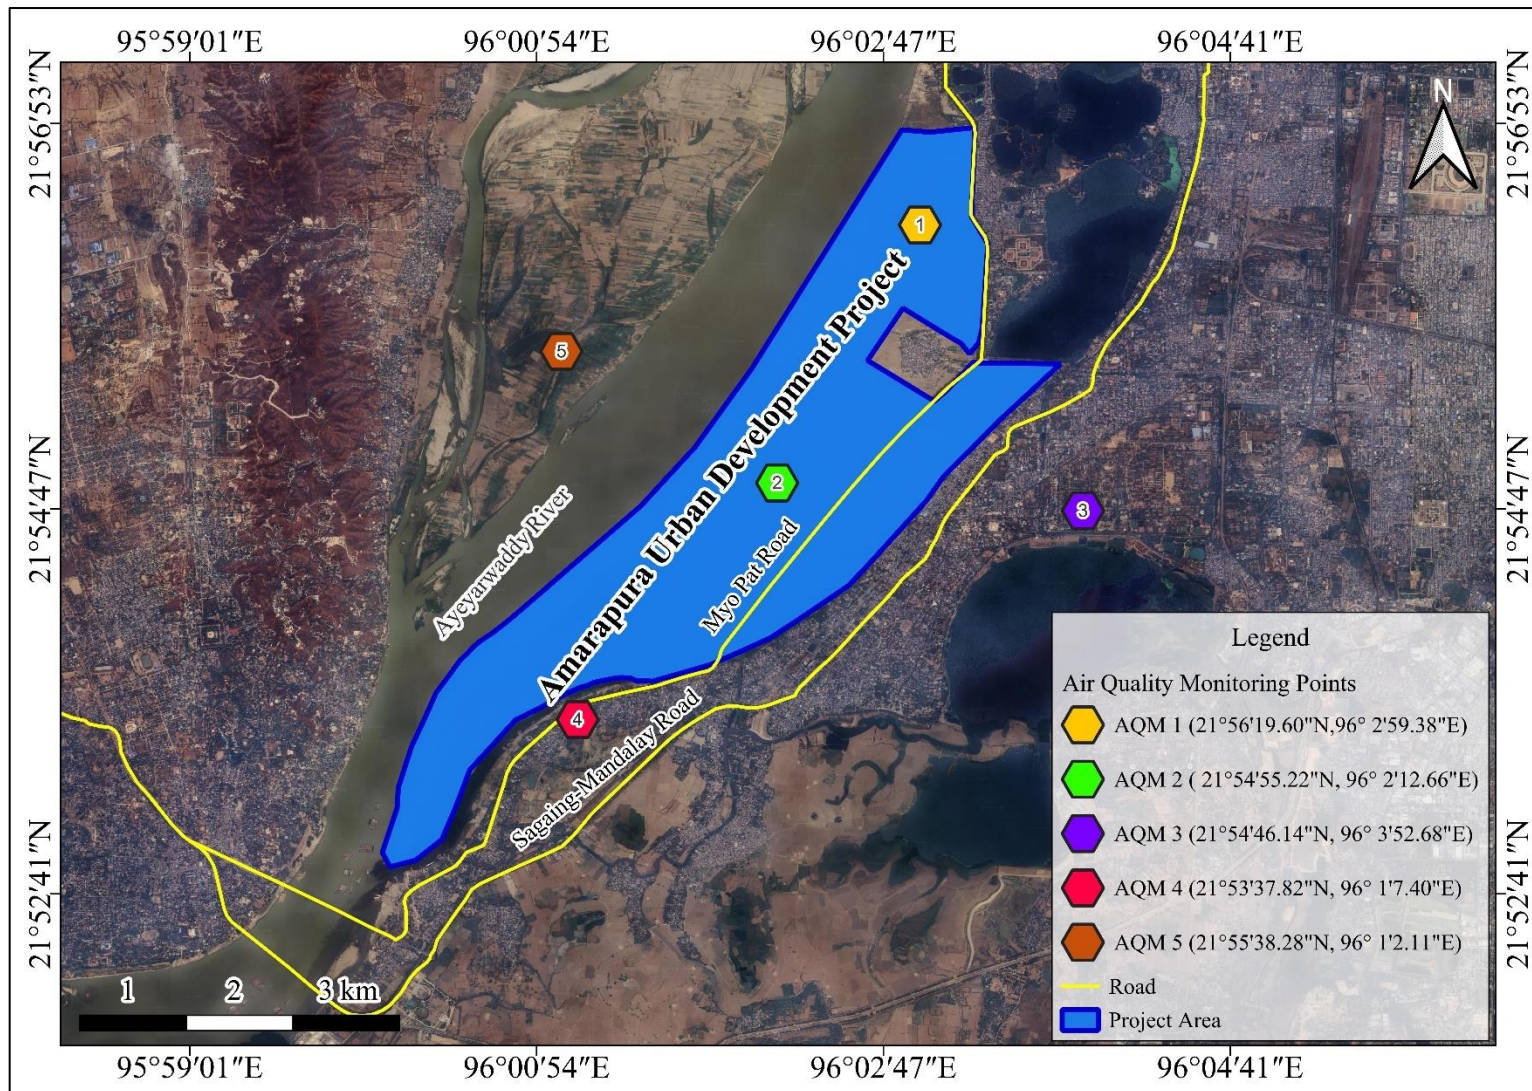 95°59′01″E 96°00′54″E 96°02′47″E 96°04′41″E
21°56′53″N
21°56′53″N
N
1
Amarapura Urban Development Project
5
2
3
21°54′47″N
21°54′47″N
Ayeyarwaddy River
Myo Pat Road
4
Sagaing-Mandalay Road
Legend
Air Quality Monitoring Points
AQM 1 (21°56'19.60"N,96° 2'59.38"E)
AQM 2 ( 21°54'55.22"N, 96° 2'12.66"E)
AQM 3 (21°54'46.14"N, 96° 3'52.68"E)
AQM 4 (21°53'37.82"N, 96° 1'7.40"E)
AQM 5 (21°55'38.28"N, 96° 1'2.11"E)
Road
Project Area
21°52′41″N
21°52′41″N
1 2 3 km
95°59′01″E 96°00′54″E 96°02′47″E 96°04′41″E